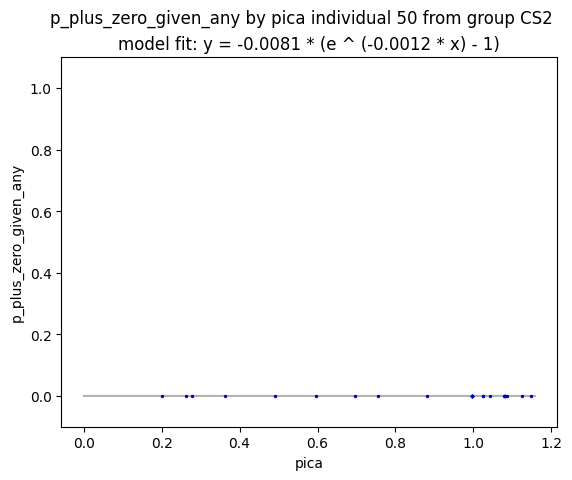 p_plus_zero_given_any by pica individual 50 from group CS2
model fit: y = -0.0081 * (e ^ (-0.0012 * x) - 1)
1.0
0.8
0.6
0.4
0.2
0.0
p_plus_zero_given_any
0.0 0.2 0.4 0.6 0.8 1.0 1.2
pica